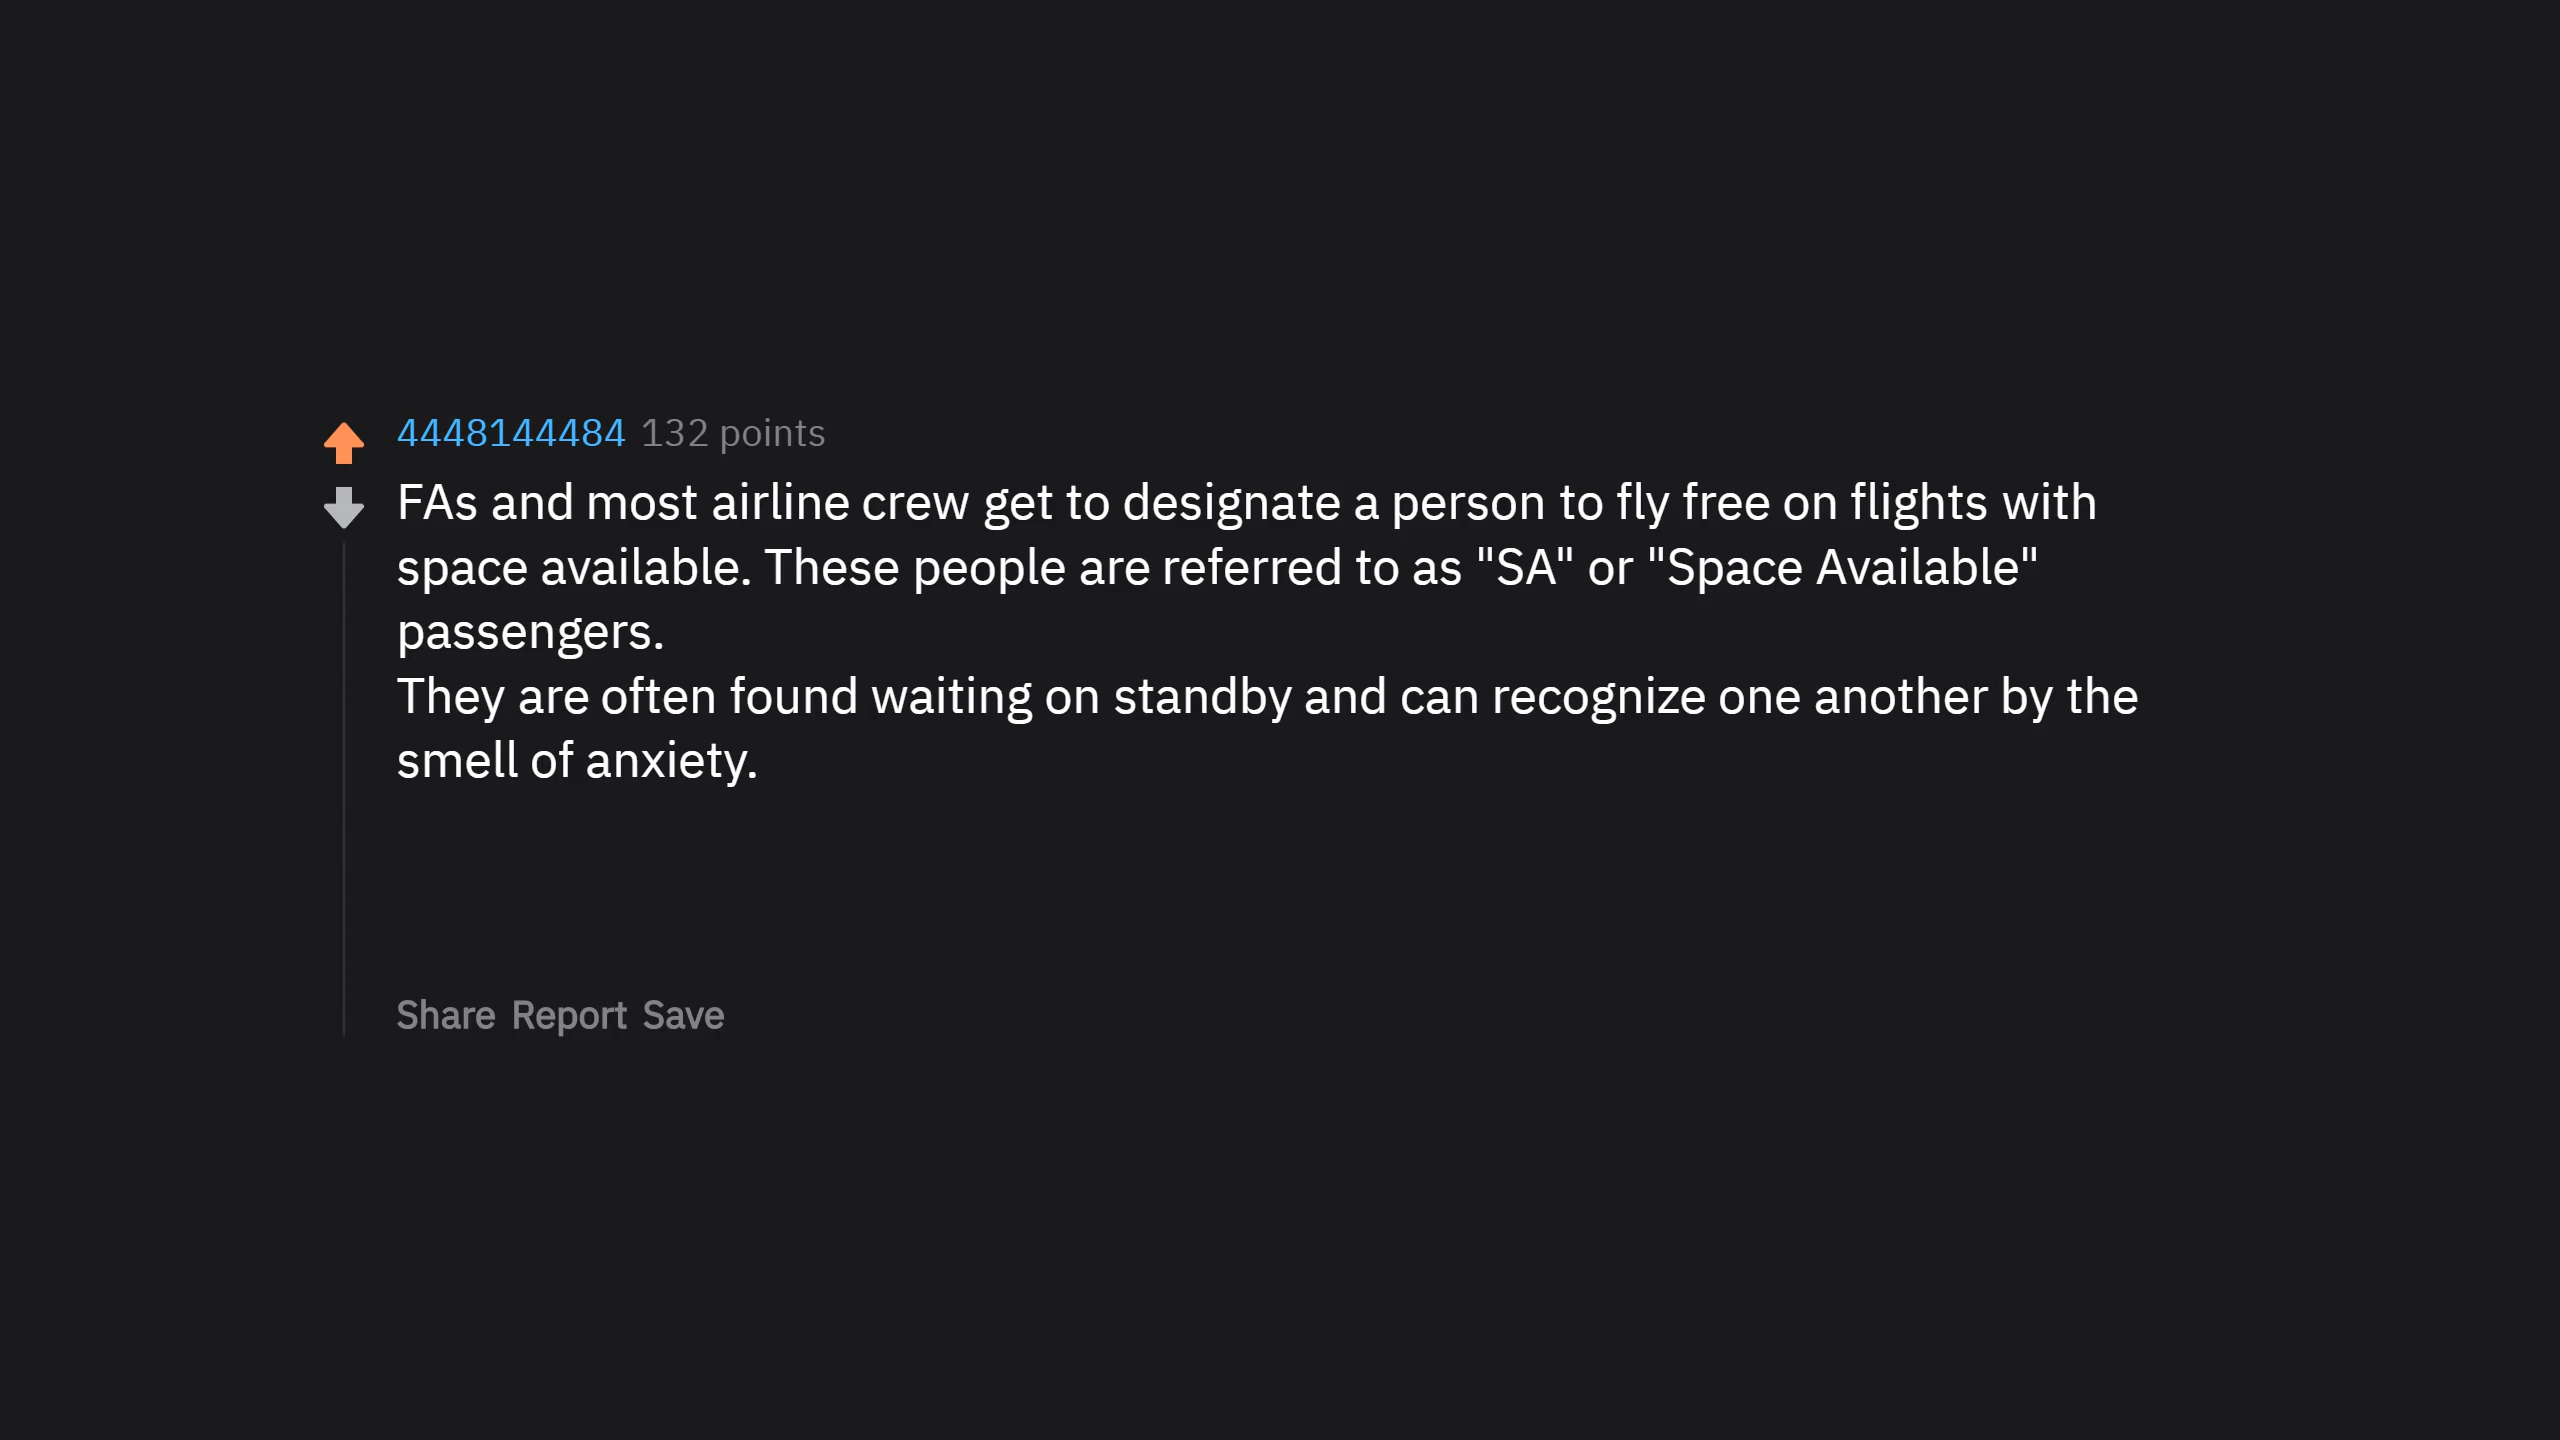 4448144484 132 points
FAs and most airline crew get to designate a person to fly free on flights with
space available. These people are referred to as "SA" or "Space Available"
passengers.
They are often found waiting on standby and can recognize one another by the
smell of anxiety.
Share Report Save